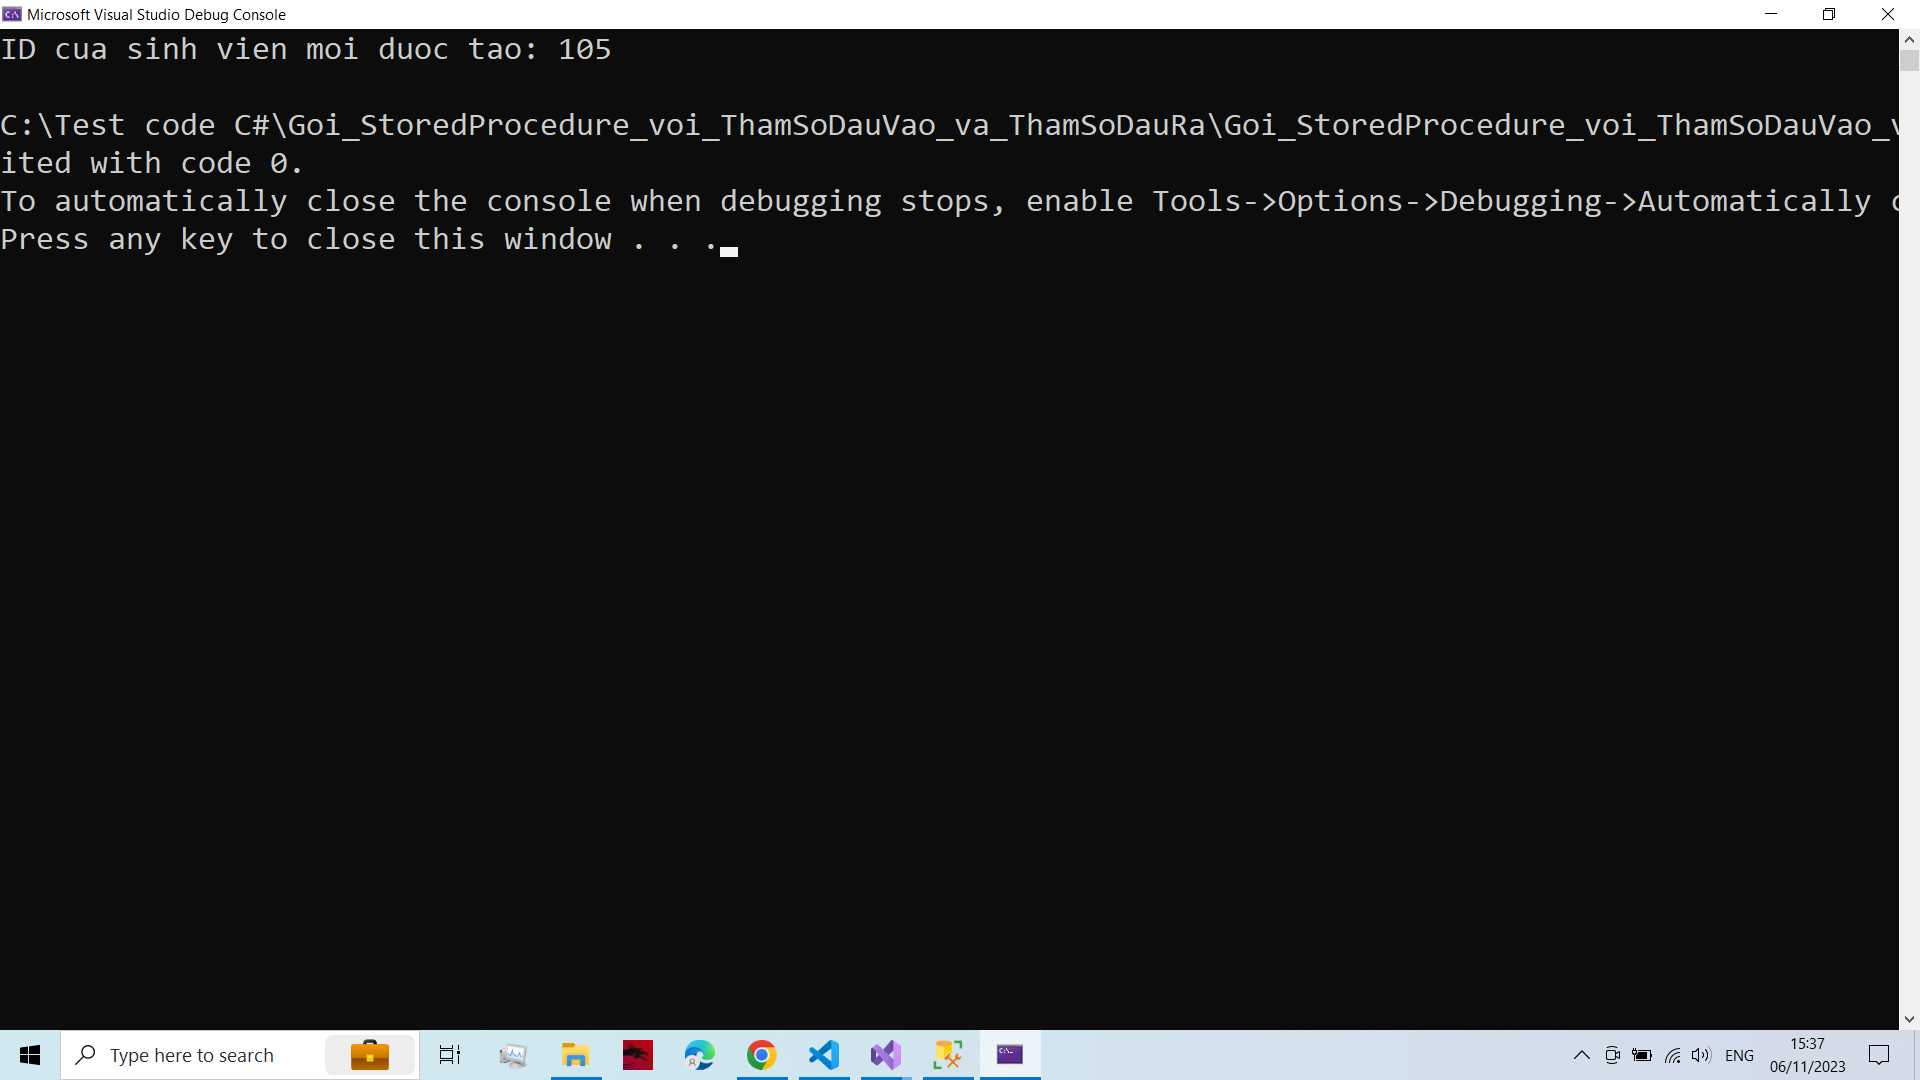 Microsoft Visual Studio Debug Console
ID cua sinh vien moi duoc tao: 105
C:\Test code C#\Goi_StoredProcedure_voi_ThamSoDauVao_va_ThamSoDauRa\Goi_StoredProcedure_voi_ThamSoDauVao_v
ited with code 0.
To automatically close the console when debugging stops, enable Tools->Options->Debugging->Automatically c
Press any key to close this window . . .
Type here to search
ENG
15:37
06/11/2023